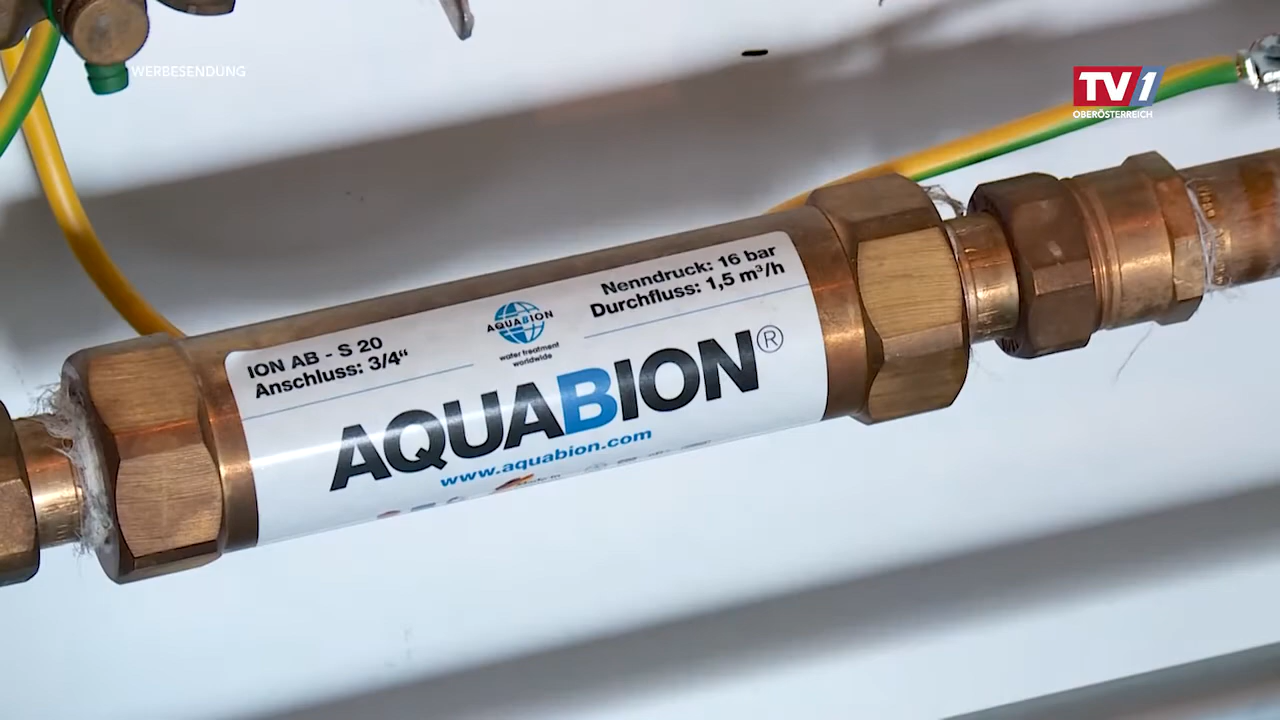 WERBESENDUNG
TV1
OBERÖSTERREICH
ION AB - S 20
Anschluss: 3/4“
AQUABION
water treatment
worldwide
Nenndruck: 16 bar
Durchfluss: 1,5 m³/h
AQUABION®
www.aquabion.com